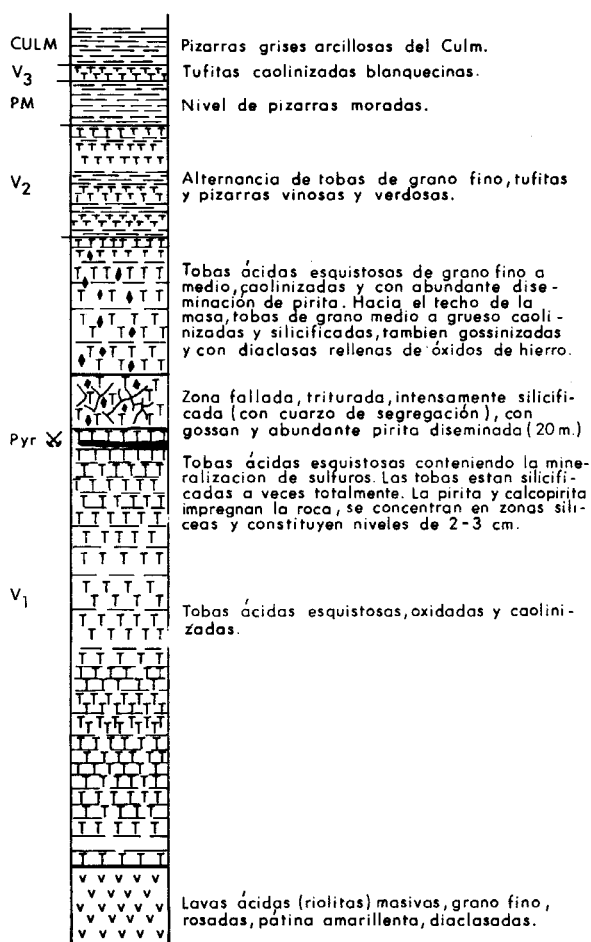 CULM
Pizarras grises arcillosas del Culm.
V3
Tufitas caolinizadas blanquecinas.
PM
Nivel de pizarras moradas.
V2
Alternancia de tobas de grano fino, tufitas
y pizarras vinosas y verdosas.
Tobas ácidas esquistosas de grano fino a
medio, caolinizadas y con abundante dise-
minación de pirita. Hacia el techo de la
masa, tobas de grano medio a grueso caoli-
nizadas y silicificadas, tambien gossinizadas
y con diaclasas rellenas de óxidos de hierro.
Zona fallada, triturada, intensamente silicifi-
cada (con cuarzo de segregación), con
gossan y abundante pirita diseminada (20 m.)
Pyr
Tobas ácidas esquistosas conteniendo la mine-
ralizacion de sulfuros. Las tobas estan silicifi-
cadas a veces totalmente. La pirita y calcopirita
impregnan la roca, se concentran en zonas silí-
ceas y constituyen niveles de 2-3 cm.
V1
Tobas ácidas esquistosas, oxidadas y caolini-
zadas.
Lavas ácidas (riolitas) masivas, grano fino,
rosadas, pátina amarillenta, diaclasadas.